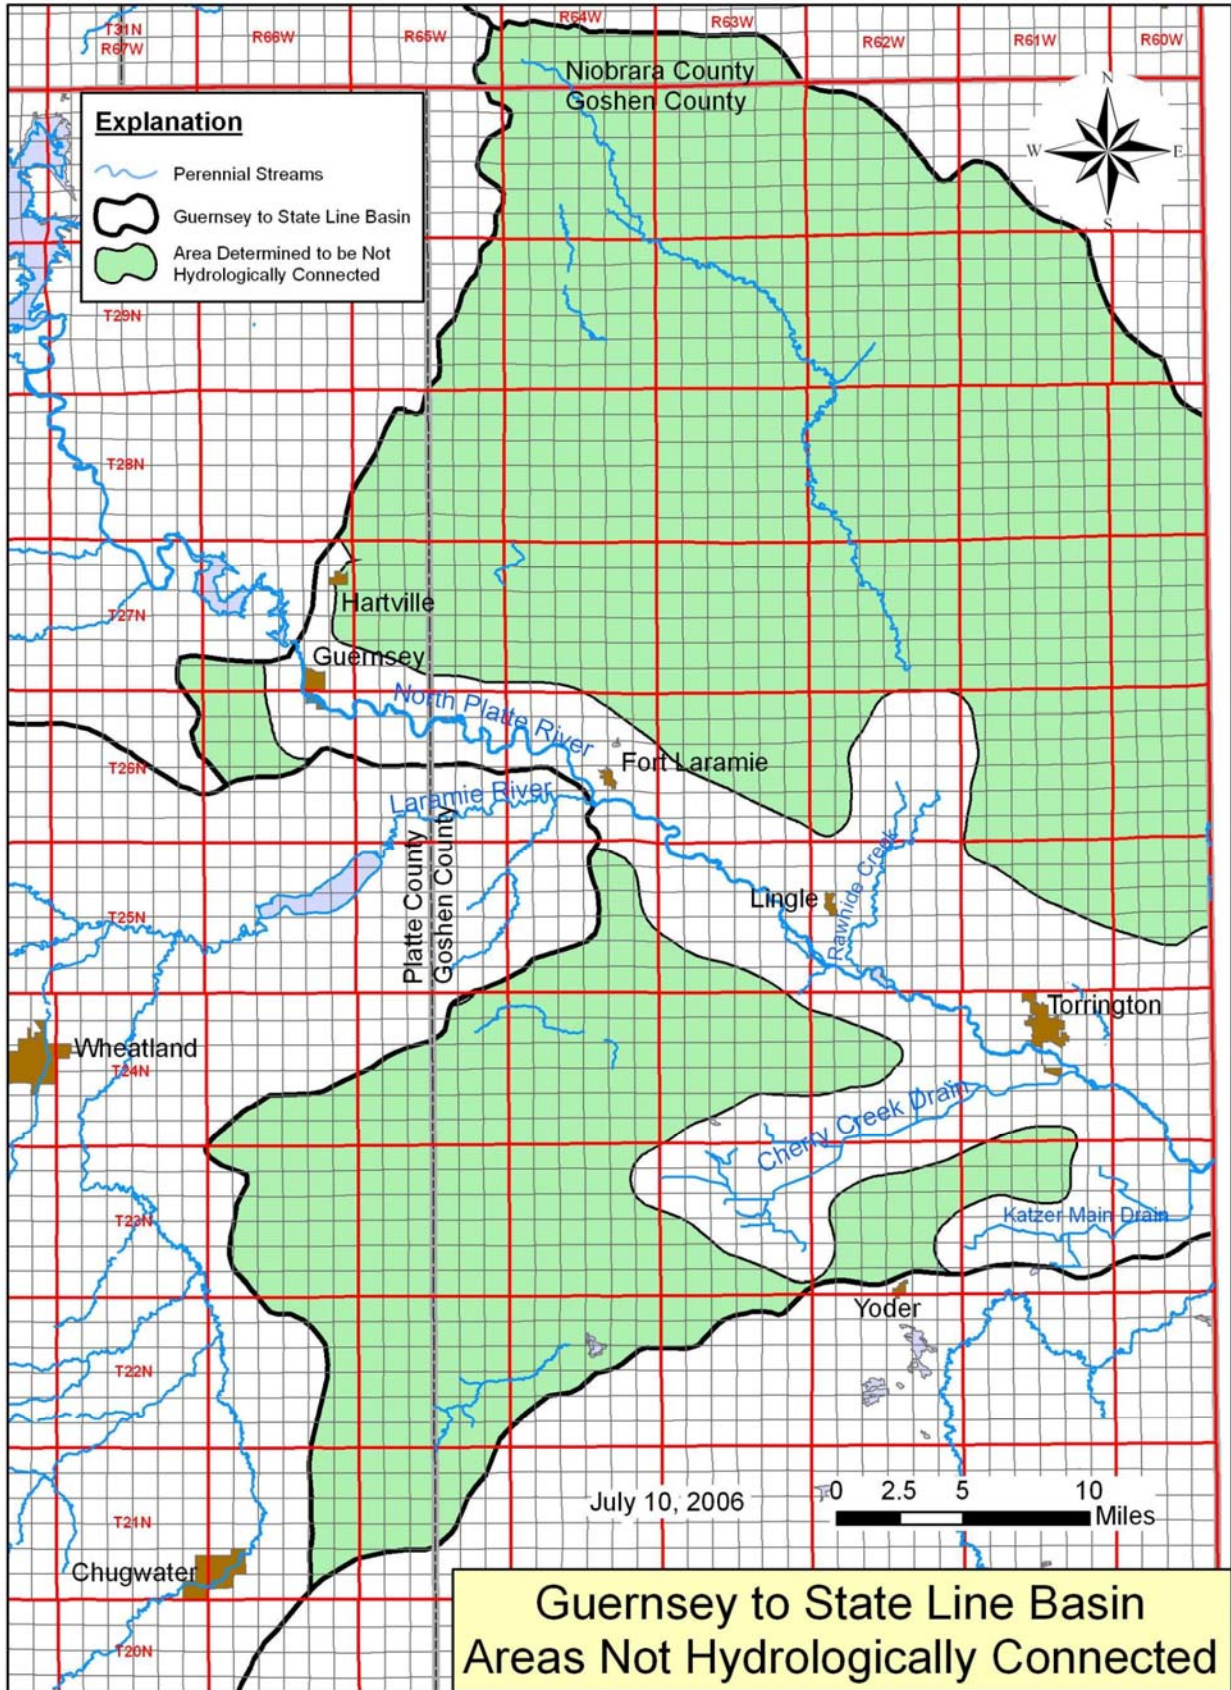 T31N
R67W
R66W
R65W
R64W
R63W
R62W
R61W
R60W
Niobrara County
Goshen County
N
W
E
S
Explanation
Perennial Streams
Guernsey to State Line Basin
Area Determined to be Not
Hydrologically Connected
T29N
T28N
T27N
Hartville
Guernsey
North Platte River
T26N
Fort Laramie
Laramie River
Platte County
Goshen County
Lingle
Rawhide Creek
T25N
Torrington
Wheatland
T24N
Cherry Creek Drain
T23N
Katzer Main Drain
Yoder
T22N
July 10, 2006
0 2.5 5 10
Miles
T21N
Chugwater
T20N
Guernsey to State Line Basin
Areas Not Hydrologically Connected